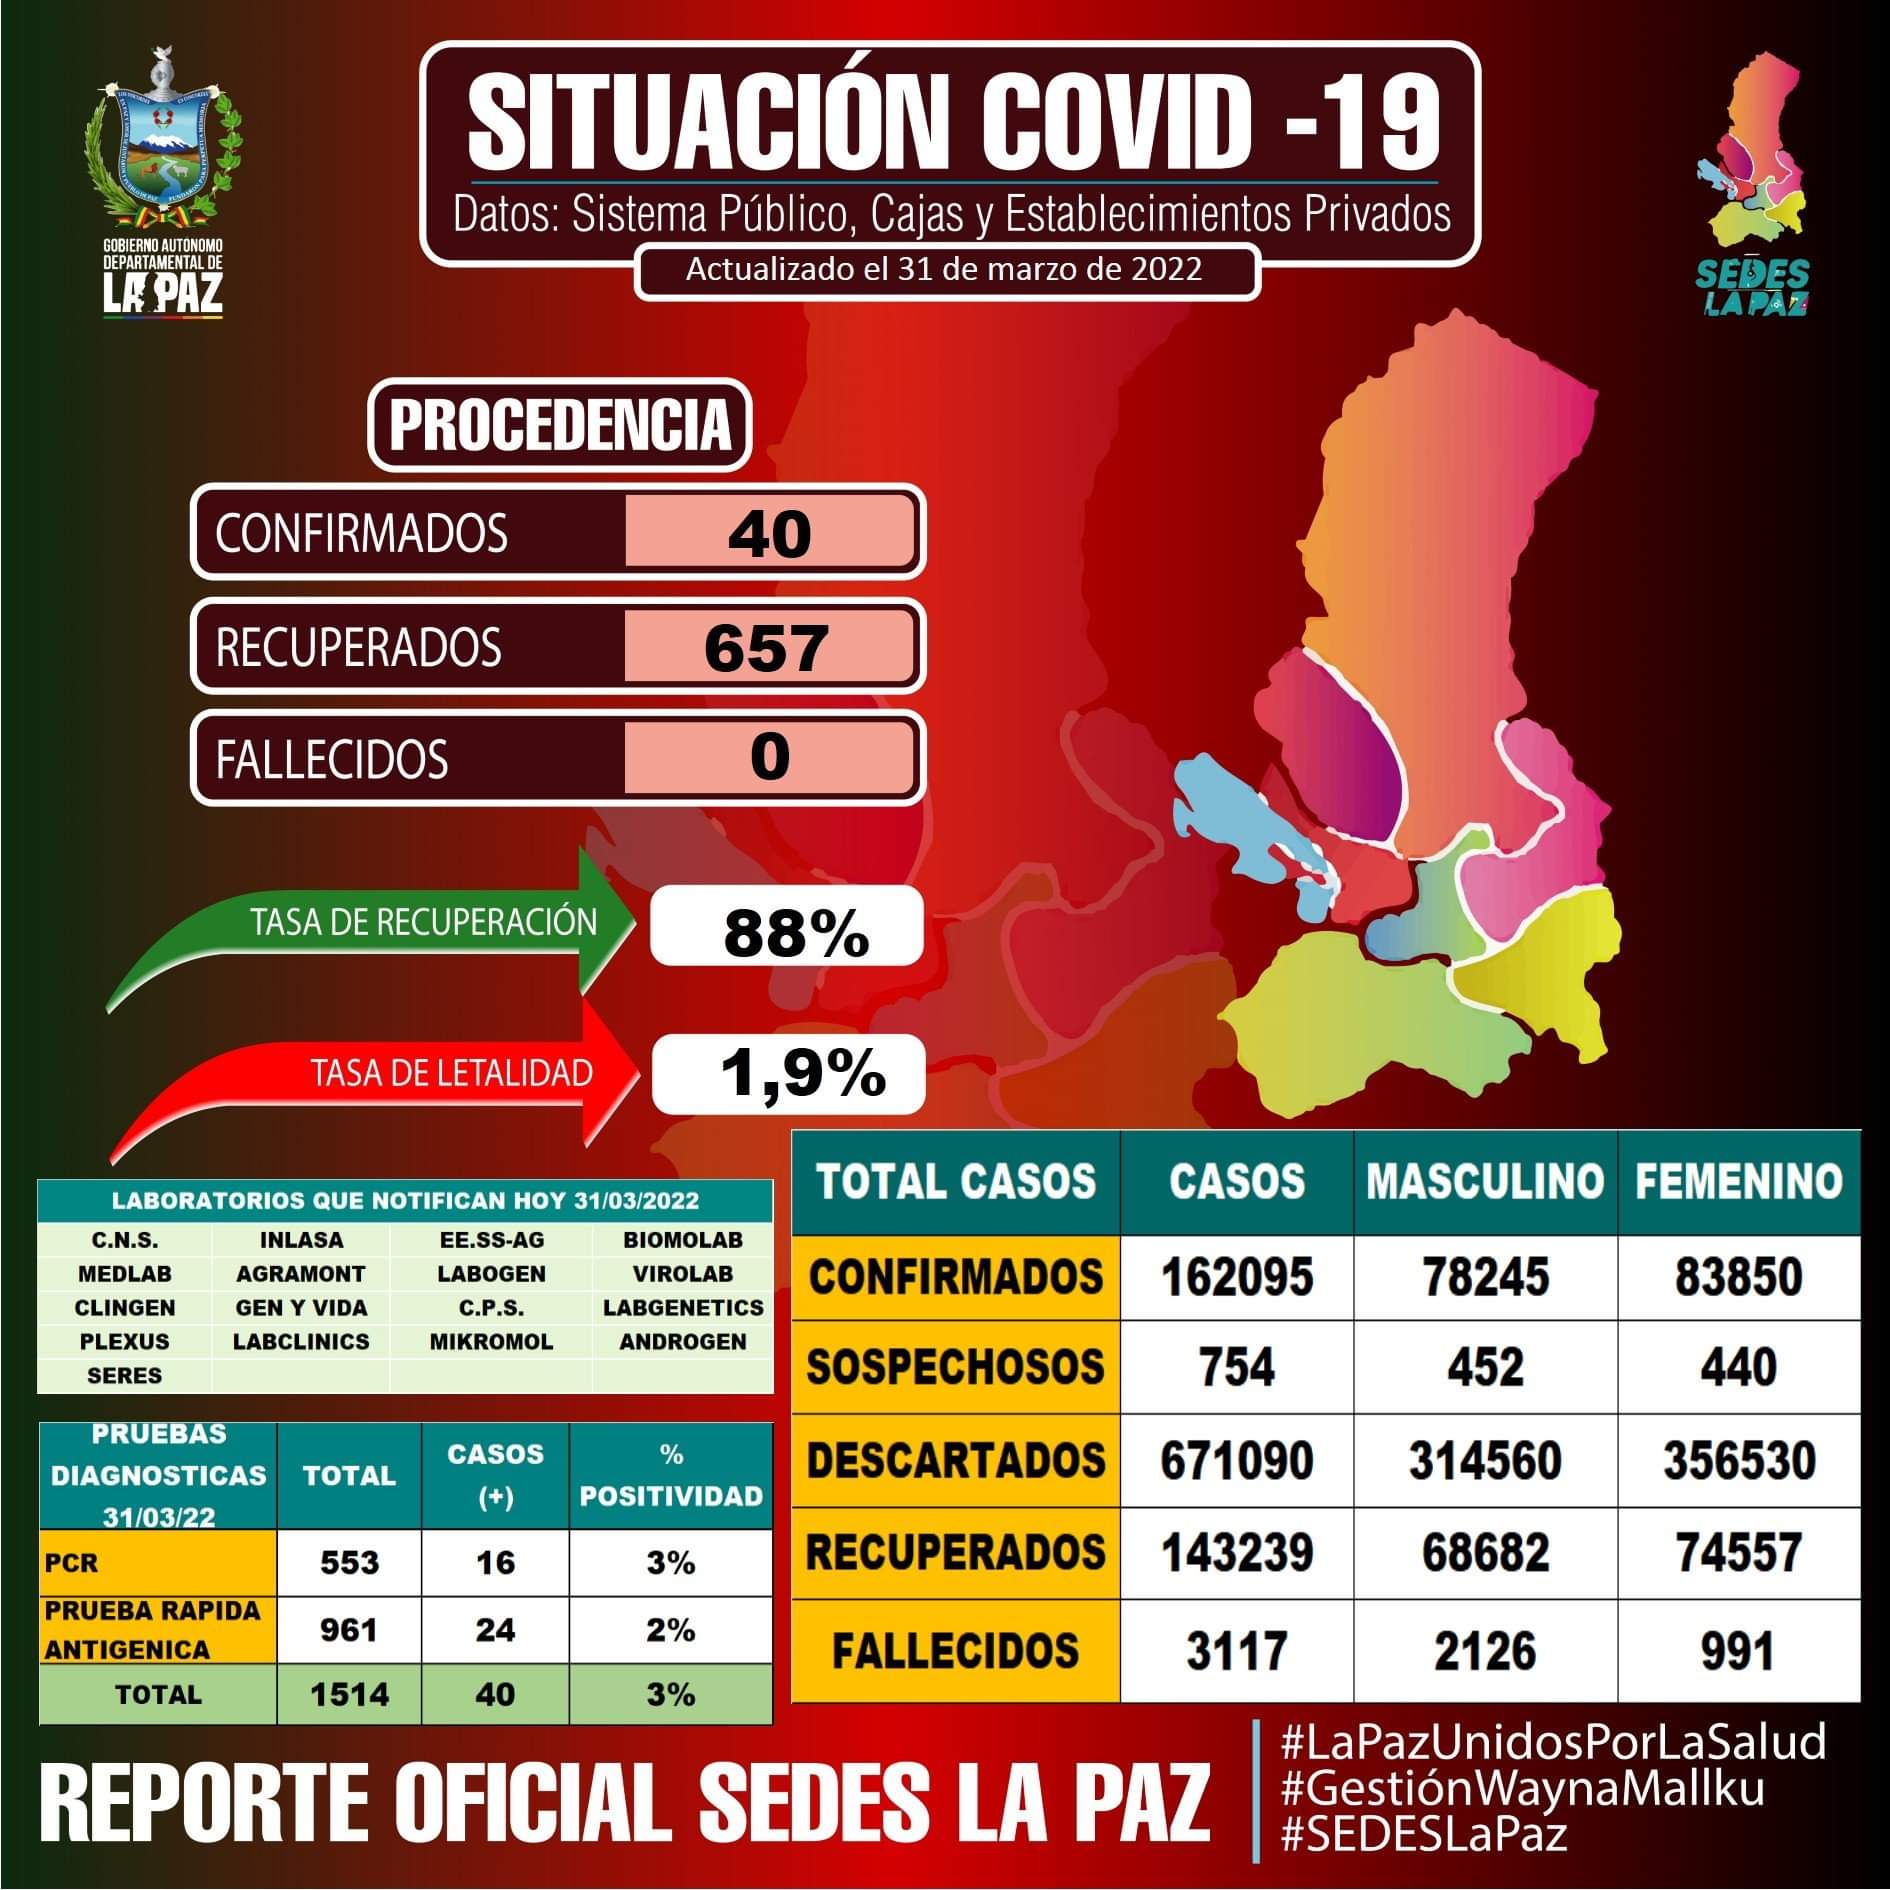 SITUACIÓN COVID -19
Datos: Sistema Público, Cajas y Establecimientos Privados
Actualizado el 31 de marzo de 2022
GOBIERNO AUTÓNOMO
DEPARTAMENTAL DE
LA PAZ
SEDES
LA PAZ
PROCEDENCIA
CONFIRMADOS 40
RECUPERADOS 657
FALLECIDOS 0
TASA DE RECUPERACIÓN 88%
TASA DE LETALIDAD 1,9%
LABORATORIOS QUE NOTIFICAN HOY 31/03/2022
C.N.S. INLASA EE.SS-AG BIOMOLAB
MEDLAB AGRAMONT LABOGEN VIROLAB
CLINGEN GEN Y VIDA C.P.S. LABGENETICS
PLEXUS LABCLINICS MIKROMOL ANDROGEN
SERES
PRUEBAS
DIAGNOSTICAS
31/03/22
TOTAL
CASOS
(+)
%
POSITIVIDAD
PCR 553 16 3%
PRUEBA RAPIDA
ANTIGENICA
961 24 2%
TOTAL 1514 40 3%
TOTAL CASOS CASOS MASCULINO FEMENINO
CONFIRMADOS 162095 78245 83850
SOSPECHOSOS 754 452 440
DESCARTADOS 671090 314560 356530
RECUPERADOS 143239 68682 74557
FALLECIDOS 3117 2126 991
REPORTE OFICIAL SEDES LA PAZ
#LaPazUnidosPorLaSalud
#GestiónWaynaMallku
#SEDESLaPaz